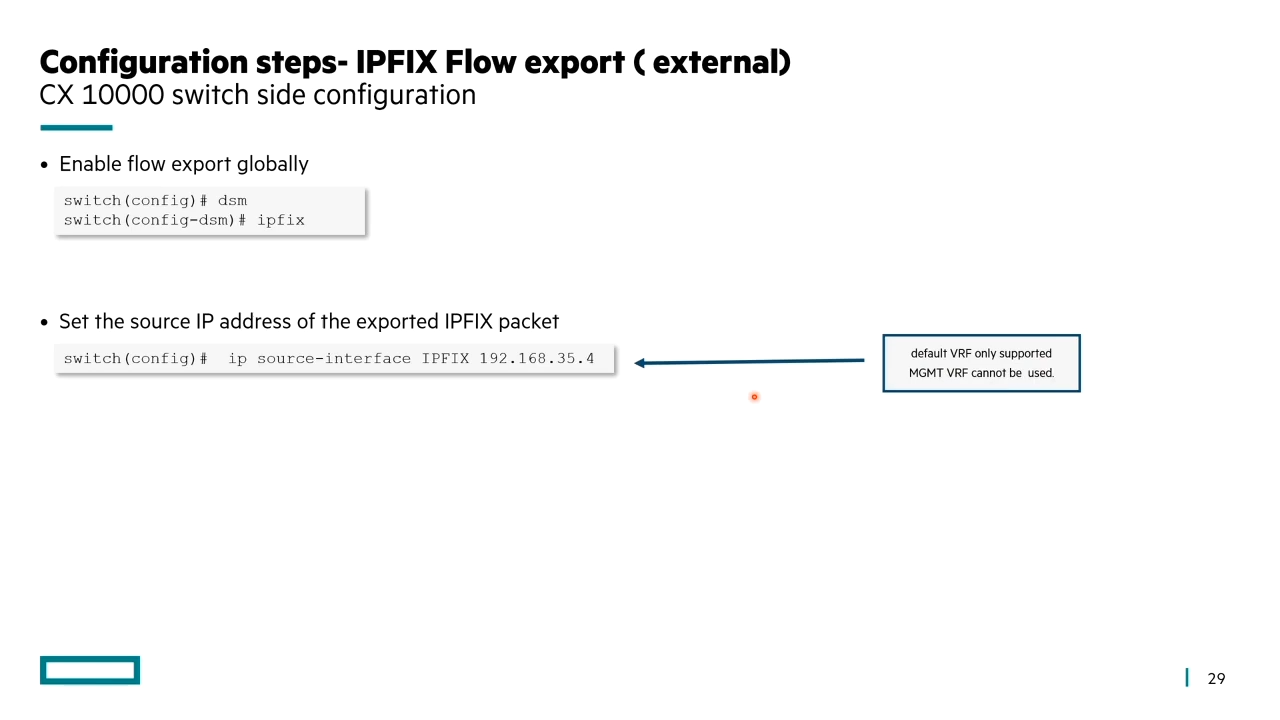 Configuration steps- IPFIX Flow export ( external)
CX 10000 switch side configuration
• Enable flow export globally
switch(config)# dsm
switch(config-dsm)# ipfix
• Set the source IP address of the exported IPFIX packet
switch(config)#  ip source-interface IPFIX 192.168.35.4
default VRF only supported
MGMT VRF cannot be  used.
29